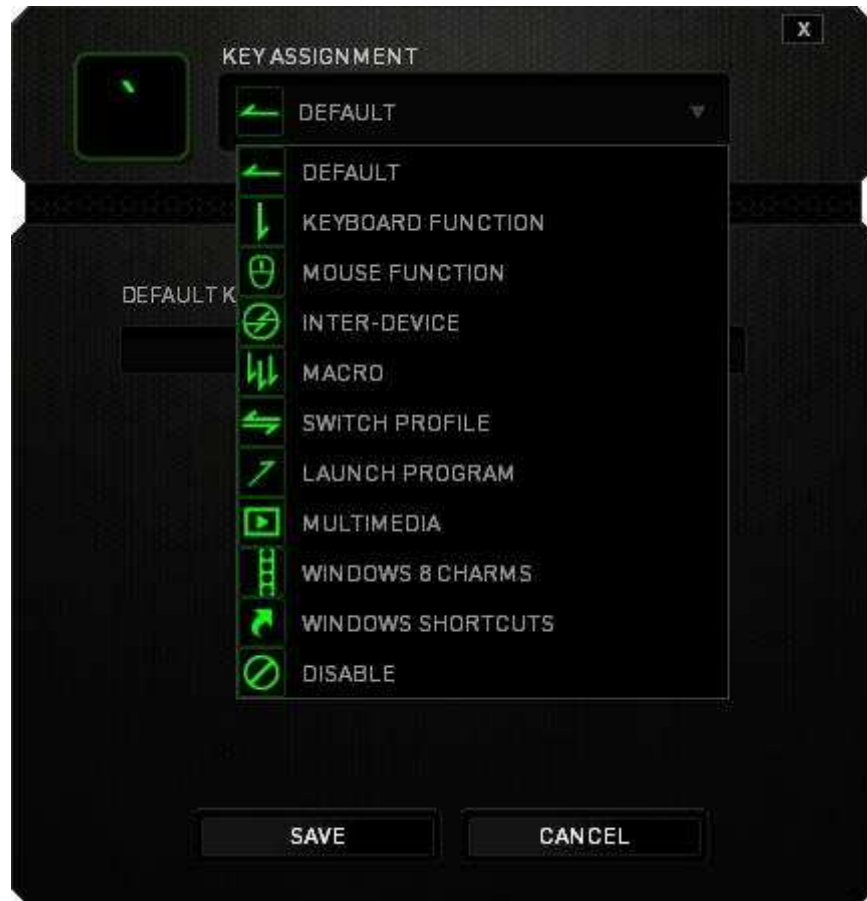 X
KEY ASSIGNMENT
`
DEFAULT
DEFAULT
KEYBOARD FUNCTION
MOUSE FUNCTION
DEFAULT K
INTER-DEVICE
MACRO
SWITCH PROFILE
LAUNCH PROGRAM
MULTIMEDIA
WINDOWS 8 CHARMS
WINDOWS SHORTCUTS
DISABLE
SAVE CANCEL